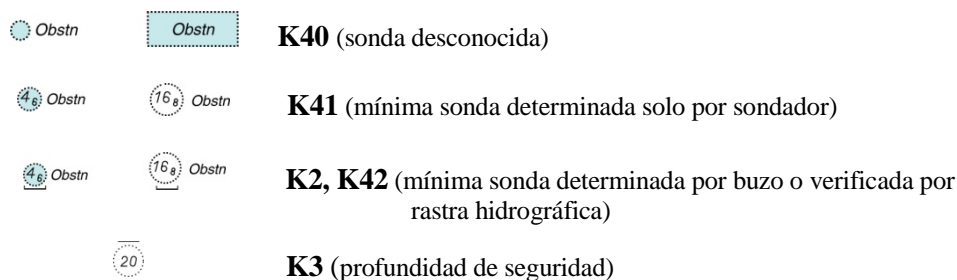 Obstn Obstn K40 (sonda desconocida)
4₆ Obstn 16₈ Obstn K41 (mínima sonda determinada solo por sondador)
4₆ Obstn 16₈ Obstn K2, K42 (mínima sonda determinada por buzo o verificada por
rastra hidrográfica)
20 K3 (profundidad de seguridad)